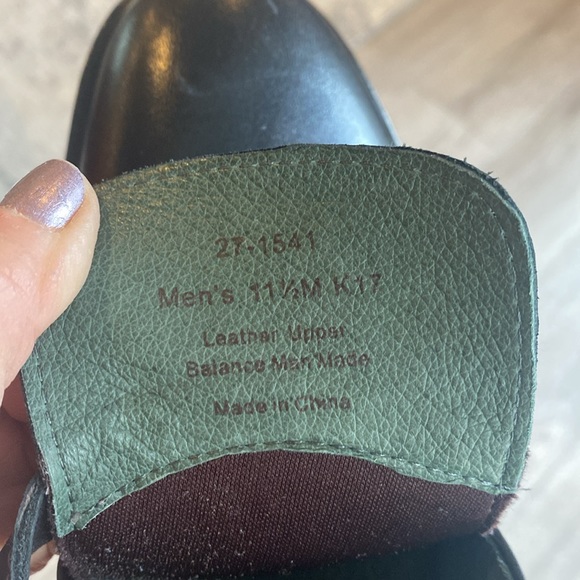 27-1541
Men's 11½M K17
Leather Upper
Balance Man Made
Made in China